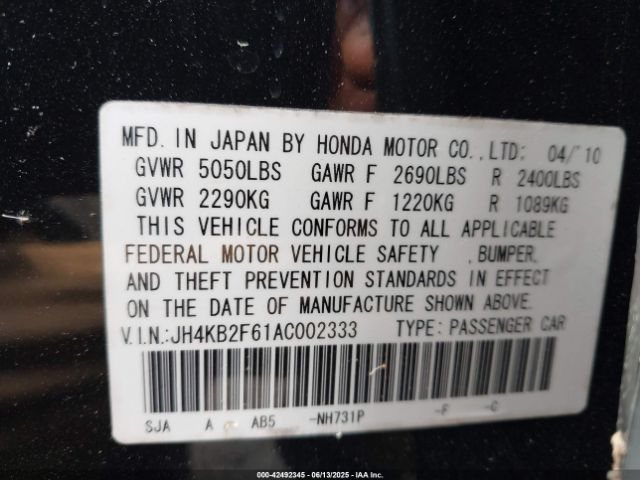 MFD. IN JAPAN BY HONDA MOTOR CO., LTD: 04/'10
GVWR 5050LBS GAWR F 2690LBS R 2400LBS
GVWR 2290KG GAWR F 1220KG R 1089KG
THIS VEHICLE CONFORMS TO ALL APPLICABLE
FEDERAL MOTOR VEHICLE SAFETY , BUMPER,
AND THEFT PREVENTION STANDARDS IN EFFECT
ON THE DATE OF MANUFACTURE SHOWN ABOVE.
V.I.N.:JH4KB2F61AC002333 TYPE: PASSENGER CAR
SJA A AB5 -NH731P -F -C
000-42492345 - 06/13/2025 - IAA Inc.